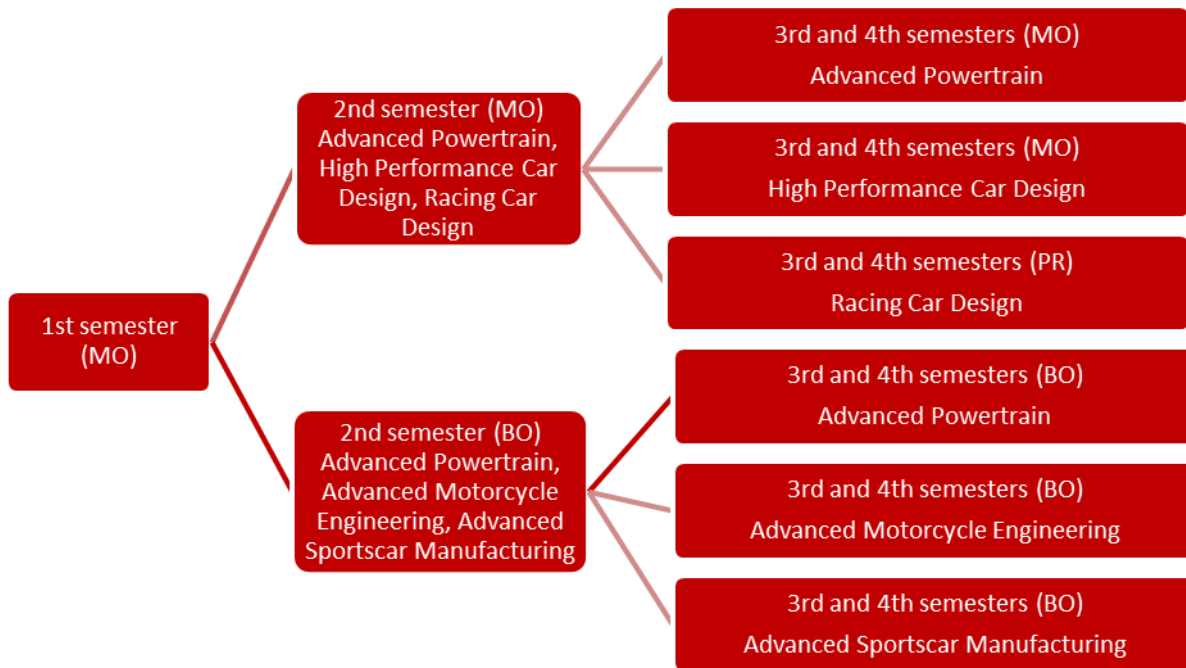 1st semester
(MO)
2nd semester (MO)
Advanced Powertrain,
High Performance Car
Design, Racing Car
Design
2nd semester (BO)
Advanced Powertrain,
Advanced Motorcycle
Engineering, Advanced
Sportscar Manufacturing
3rd and 4th semesters (MO)
Advanced Powertrain
3rd and 4th semesters (MO)
High Performance Car Design
3rd and 4th semesters (PR)
Racing Car Design
3rd and 4th semesters (BO)
Advanced Powertrain
3rd and 4th semesters (BO)
Advanced Motorcycle Engineering
3rd and 4th semesters (BO)
Advanced Sportscar Manufacturing